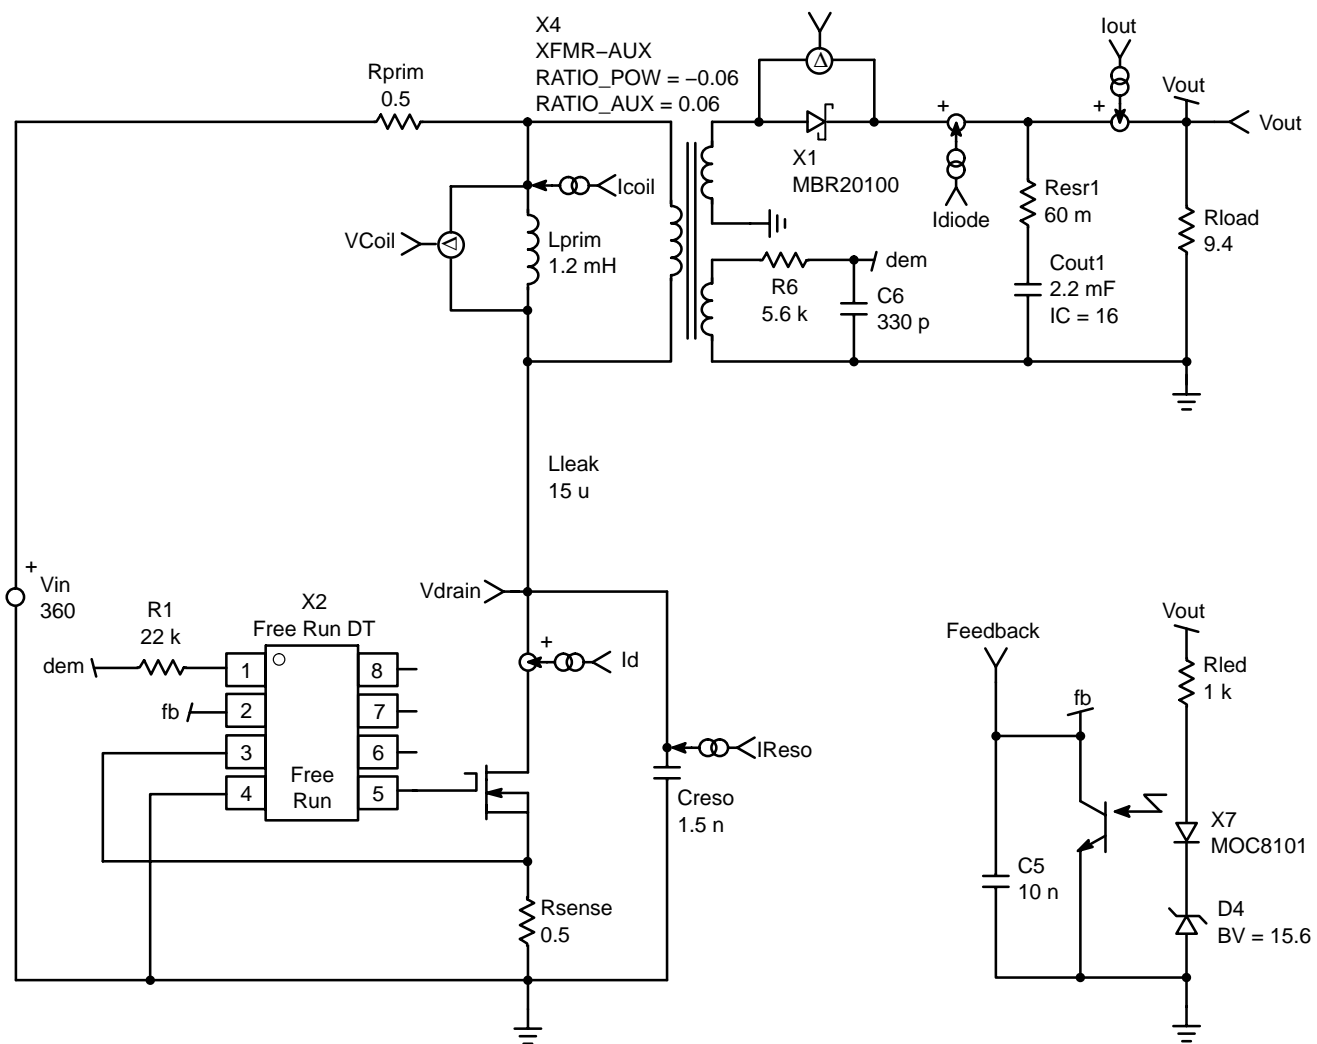 X4
XFMR−AUX
RATIO_POW = −0.06
RATIO_AUX = 0.06
Rprim
0.5
Δ
Iout
Vout
+
+
Vout
X1
MBR20100
Idiode
Icoil
VCoil
Δ
Lprim
1.2 mH
Resr1
60 m
Rload
9.4
dem
R6
5.6 k
C6
330 p
Cout1
2.2 mF
IC = 16
Lleak
15 u
+
Vin
360
Vdrain
X2
Free Run DT
R1
22 k
dem
fb
1
2
3
4
8
7
6
5
Free
Run
+
Id
IReso
Creso
1.5 n
Rsense
0.5
Feedback
fb
Vout
Rled
1 k
X7
MOC8101
C5
10 n
D4
BV = 15.6